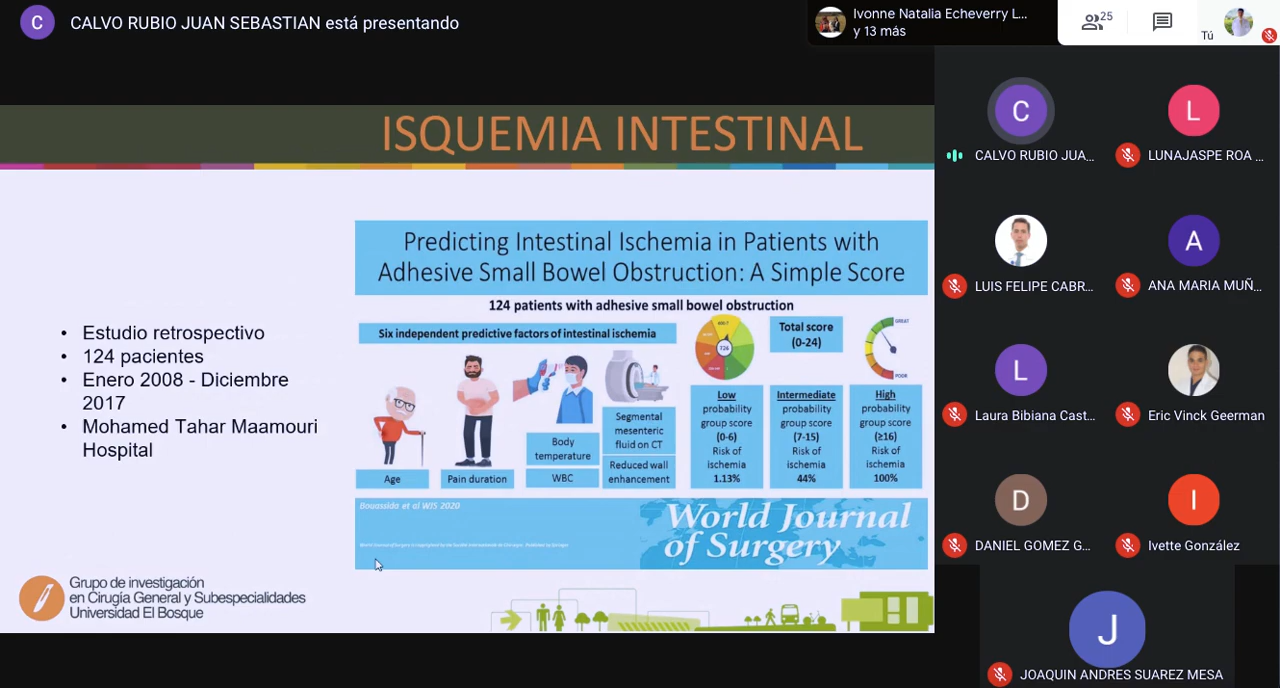 C
CALVO RUBIO JUAN SEBASTIAN está presentando
Ivonne Natalia Echeverry L...
y 13 más
25
Tú
ISQUEMIA INTESTINAL
• Estudio retrospectivo
• 124 pacientes
• Enero 2008 - Diciembre
2017
• Mohamed Tahar Maamouri
Hospital
Predicting Intestinal Ischemia in Patients with
Adhesive Small Bowel Obstruction: A Simple Score
124 patients with adhesive small bowel obstruction
Six independent predictive factors of intestinal ischemia
Age
Pain duration
Body
temperature
WBC
Segmental
mesenteric
fluid on CT
Reduced wall
enhancement
Total score
(0-24)
GREAT
POOR
Low
probability
group score
(0-6)
Risk of
ischemia
1.13%
Intermediate
probability
group score
(7-15)
Risk of
ischemia
44%
High
probability
group score
(≥16)
Risk of
ischemia
100%
Bouassida et al WJS 2020
World Journal
of Surgery
Grupo de investigación
en Cirugía General y Subespecialidades
Universidad El Bosque
C
CALVO RUBIO JUA...
L
LUNAJASPE ROA ...
LUIS FELIPE CABR...
A
ANA MARIA MUÑ...
L
Laura Bibiana Cast...
Eric Vinck Geerman
D
DANIEL GOMEZ G...
I
Ivette González
J
JOAQUIN ANDRES SUAREZ MESA